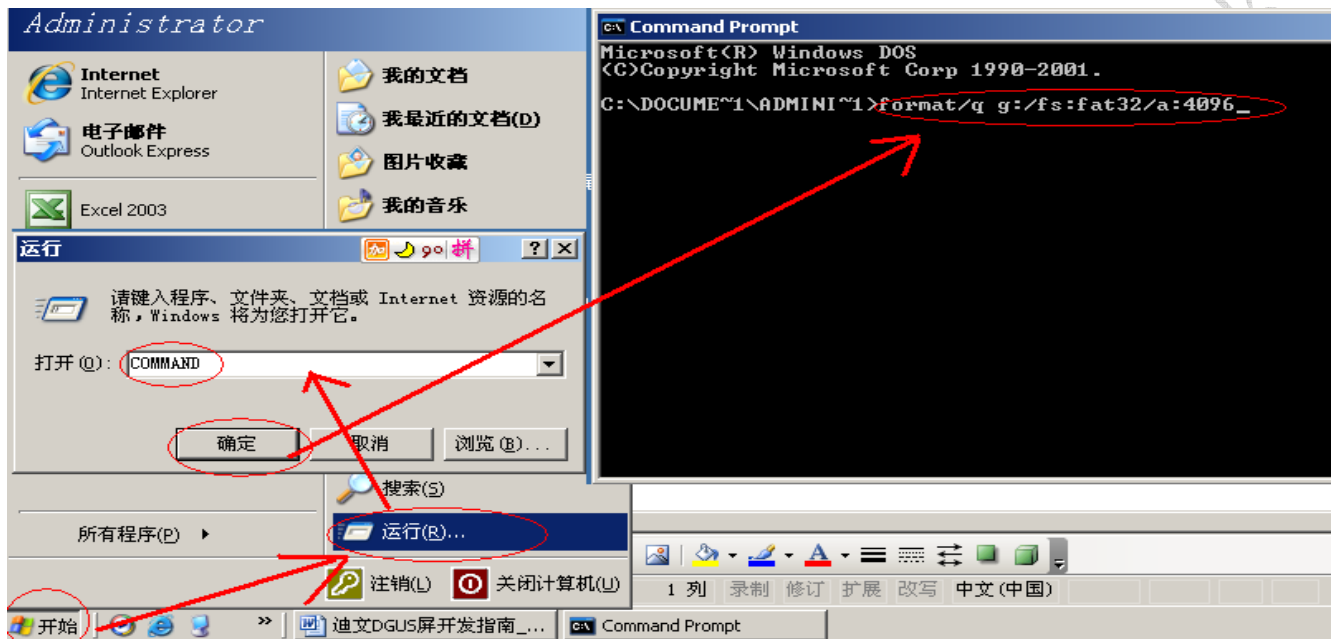 Administrator
Internet
Internet Explorer
电子邮件
Outlook Express
Excel 2003
我的文档
我最近的文档(D)
图片收藏
我的音乐
运行
拼
请键入程序、文件夹、文档或 Internet 资源的名
称，Windows 将为您打开它。
打开(O): COMMAND
确定
取消
浏览(B)...
搜索(S)
所有程序(P)
运行(R)...
注销(L)
关闭计算机(U)
Command Prompt
Microsoft(R) Windows DOS
(C)Copyright Microsoft Corp 1990-2001.
C:\DOCUME~1\ADMINI~1>format/q g:/fs:fat32/a:4096_
1 列 录制 修订 扩展 改写 中文(中国)
开始
迪文DGUS屏开发指南_...
Command Prompt